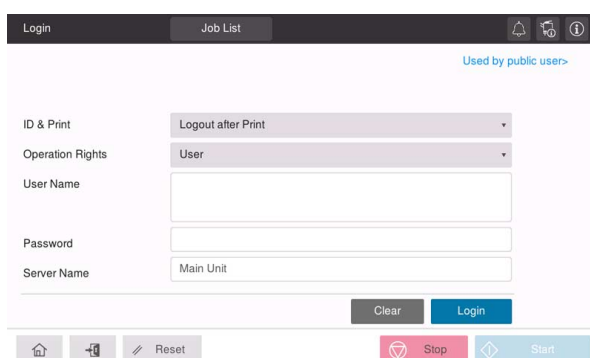 Login Job List
Used by public user>
ID & Print Logout after Print
Operation Rights User
User Name
Password
Server Name Main Unit
Clear Login
Reset Stop Start